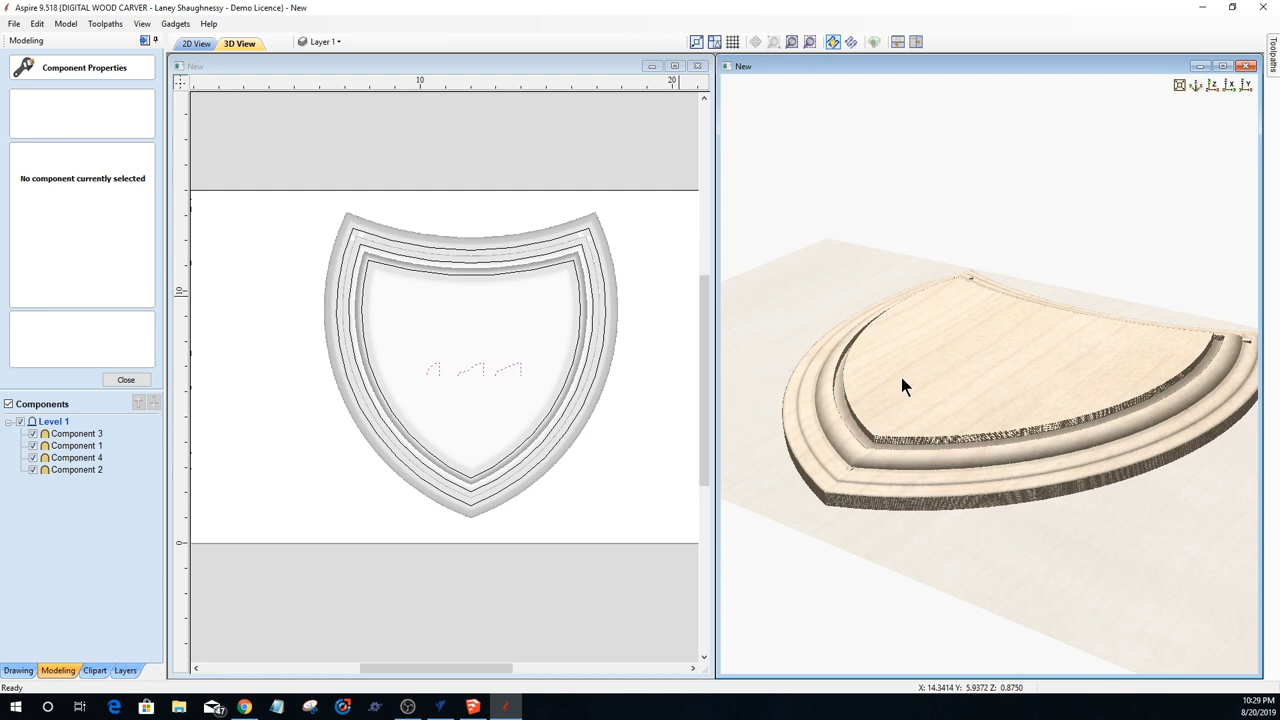 Aspire 9.518 (DIGITAL WOOD CARVER - Laney Shaughnessy - Demo Licence) - New
File Edit Model Toolpaths View Gadgets Help
Modeling
2D View 3D View Layer 1
Toolpaths
Component Properties
New
New
10 20
No component currently selected
10
0
Close
Components
Level 1
Component 3
Component 1
Component 4
Component 2
Drawing Modeling Clipart Layers
Ready
X: 14.3414 Y: 5.9372 Z: 0.8750
47
10:29 PM
8/20/2019